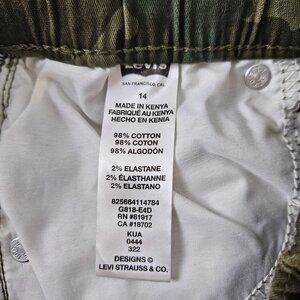 Levi's
SAN FRANCISCO, CAL.
14
MADE IN KENYA
FABRIQUÉ AU KENYA
HECHO EN KENIA
98% COTTON
98% COTON
98% ALGODÓN
2% ELASTANE
2% ÉLASTHANNE
2% ELASTANO
825664114784
G818-E4D
RN #81917
CA #18702
KUA
0444
322
DESIGNS ©
LEVI STRAUSS & CO.